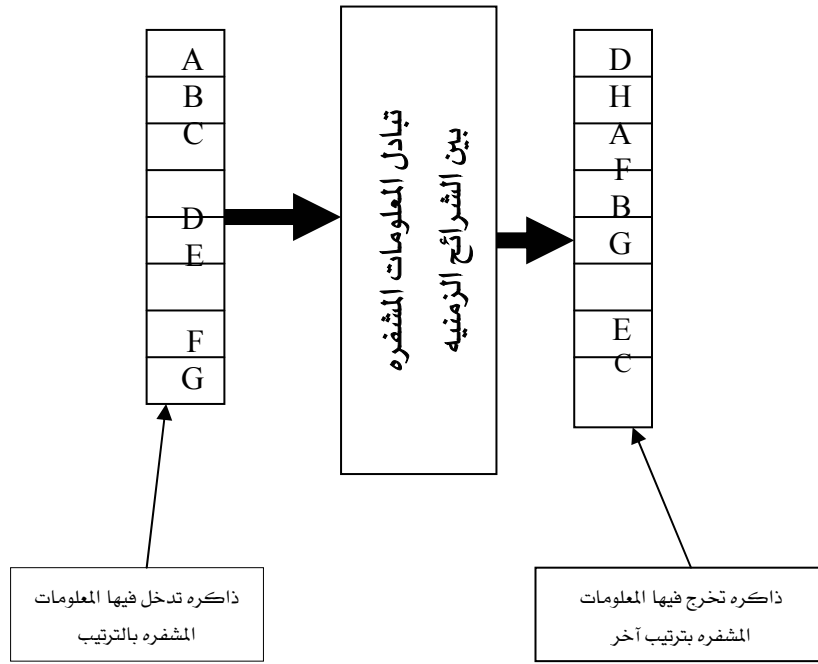 A
B
C
D
E
F
G
تبادل المعلومات المشفره
بين الشرائح الزمنيه
D
H
A
F
B
G
E
C
ذاكره تدخل فيها المعلومات
المشفره بالترتيب
ذاكره تخرج فيها المعلومات
المشفره بترتيب آخر